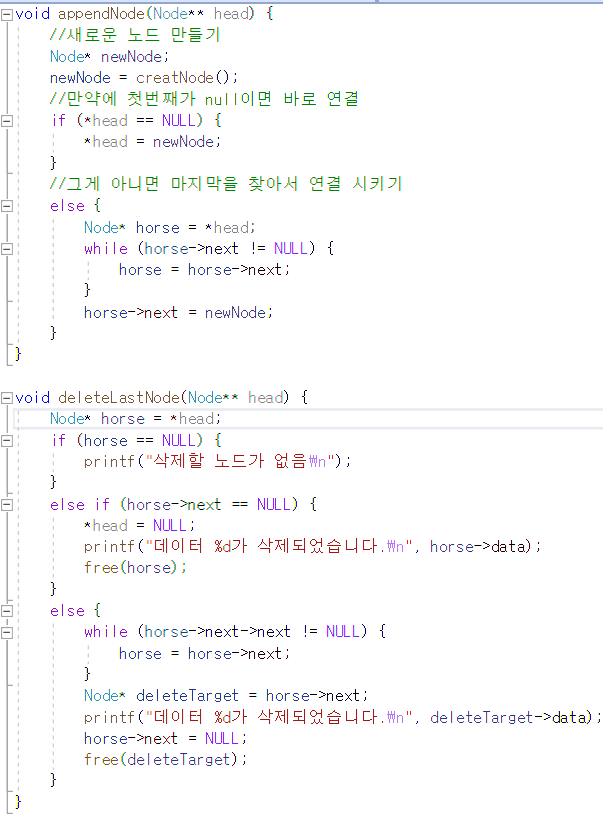 void appendNode(Node** head) {
//새로운 노드 만들기
Node* newNode;
newNode = creatNode();
//만약에 첫번째가 null이면 바로 연결
if (*head == NULL) {
*head = newNode;
}
//그게 아니면 마지막을 찾아서 연결 시키기
else {
Node* horse = *head;
while (horse->next != NULL) {
horse = horse->next;
}
horse->next = newNode;
}
}
void deleteLastNode(Node** head) {
Node* horse = *head;
if (horse == NULL) {
printf("삭제할 노드가 없음₩n");
}
else if (horse->next == NULL) {
*head = NULL;
printf("데이터 %d가 삭제되었습니다.₩n", horse->data);
free(horse);
}
else {
while (horse->next->next != NULL) {
horse = horse->next;
}
Node* deleteTarget = horse->next;
printf("데이터 %d가 삭제되었습니다.₩n", deleteTarget->data);
horse->next = NULL;
free(deleteTarget);
}
}